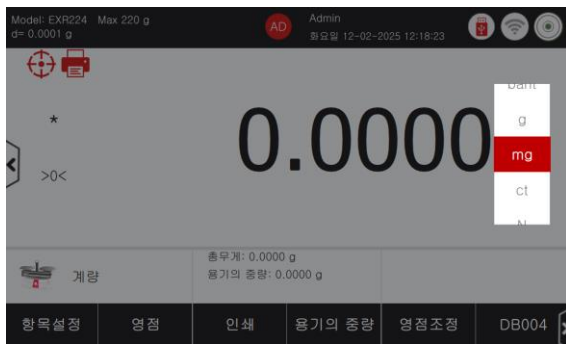 Model: EXR224 Max 220 g
d= 0.0001 g
AD
Admin
화요일 12-02-2025 12:18:23
*
>0<
0.0000
baht
g
mg
ct
N
계량
총무게: 0.0000 g
용기의 중량: 0.0000 g
항목설정
영점
인쇄
용기의 중량
영점조정
DB004